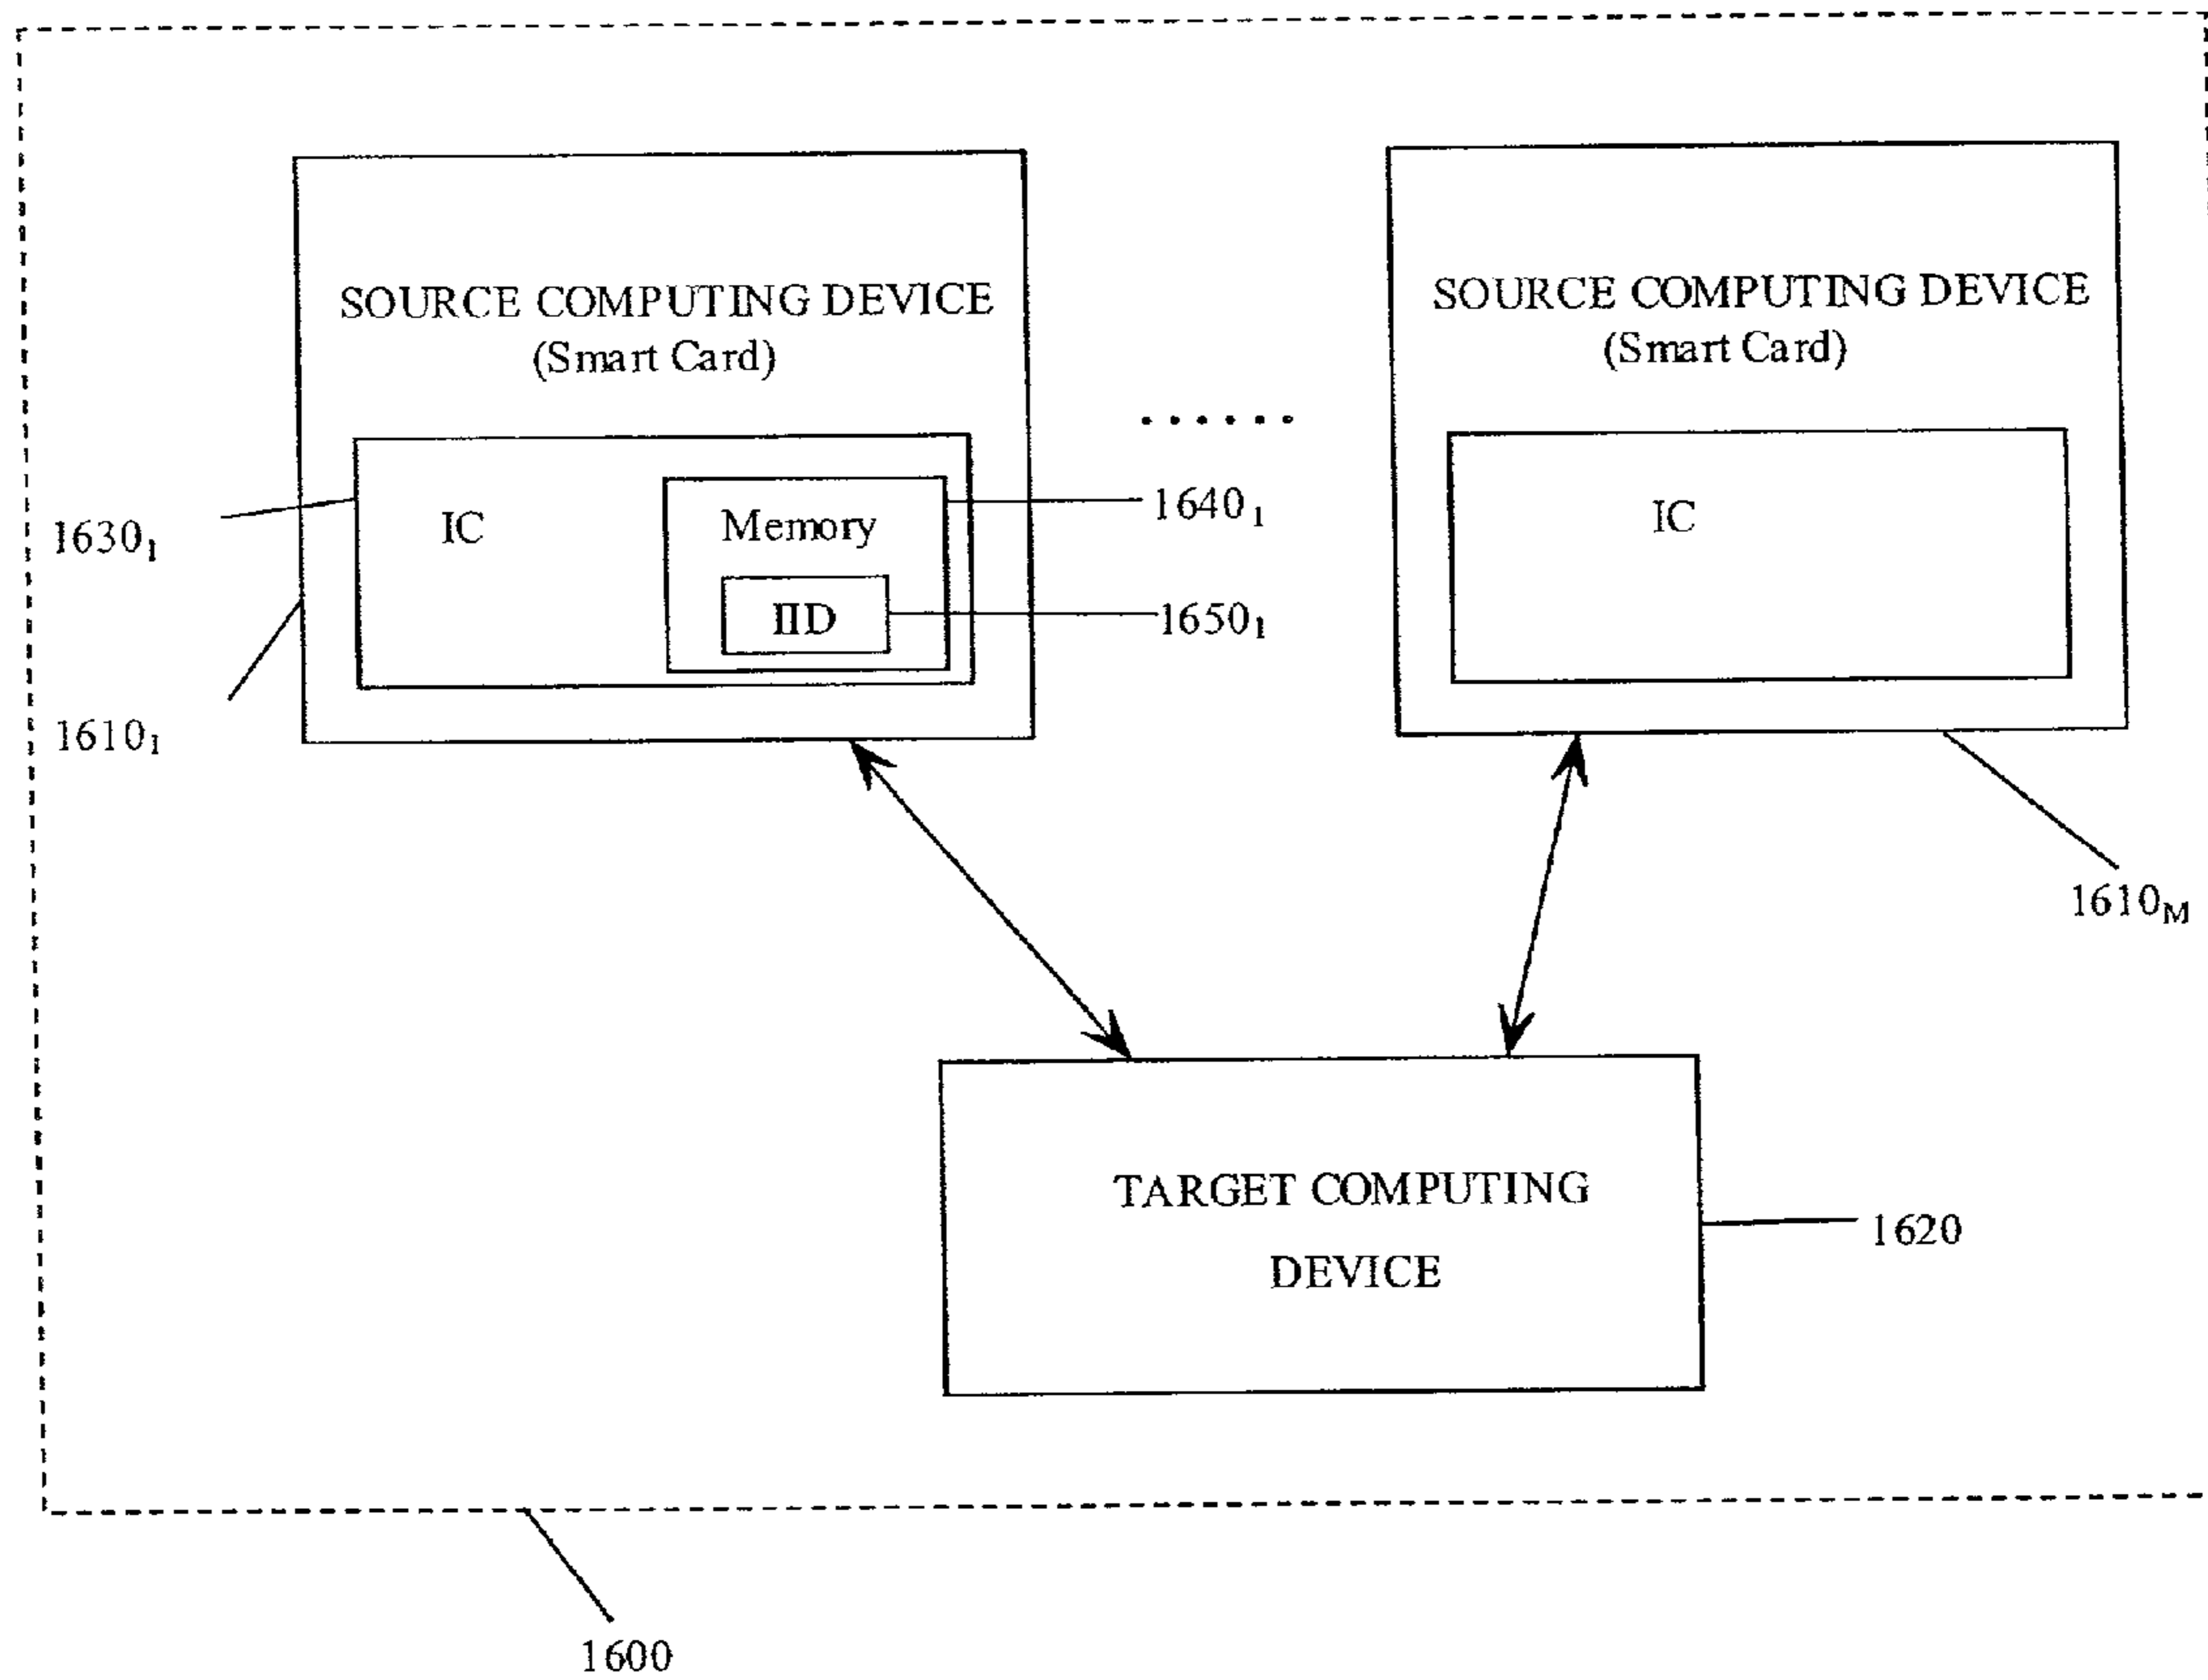 SOURCE COMPUTING DEVICE
(Smart Card)
IC
Memory
IID
1630₁
1610₁
1640₁
1650₁
......
SOURCE COMPUTING DEVICE
(Smart Card)
IC
1610M
TARGET COMPUTING
DEVICE
1620
1600